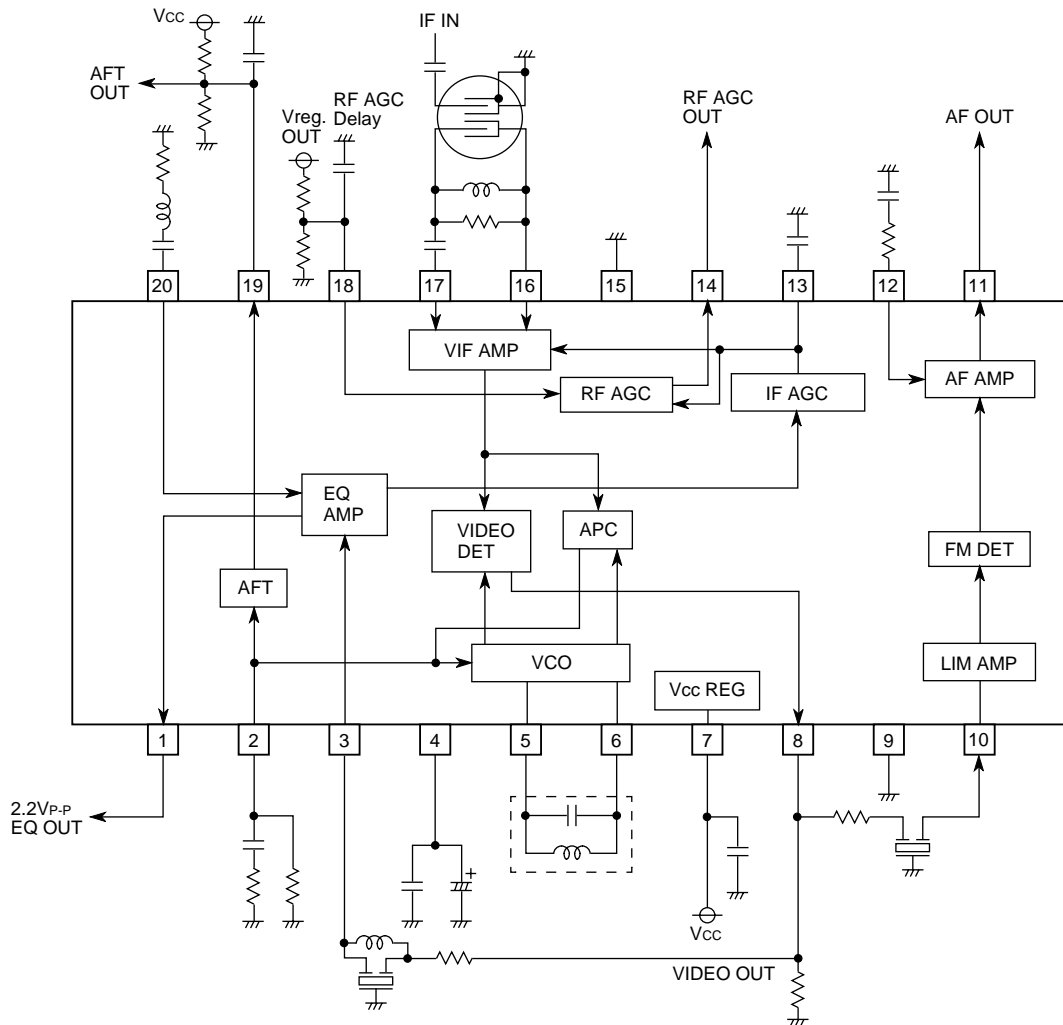 VCC
IF IN
AFT
OUT
Vreg.
OUT
RF AGC
Delay
RF AGC
OUT
AF OUT
20
19
18
17
16
15
14
13
12
11
VIF AMP
RF AGC
IF AGC
AF AMP
EQ
AMP
VIDEO
DET
APC
FM DET
AFT
VCO
Vcc REG
LIM AMP
1
2
3
4
5
6
7
8
9
10
2.2VP-P
EQ OUT
+
VCC
VIDEO OUT